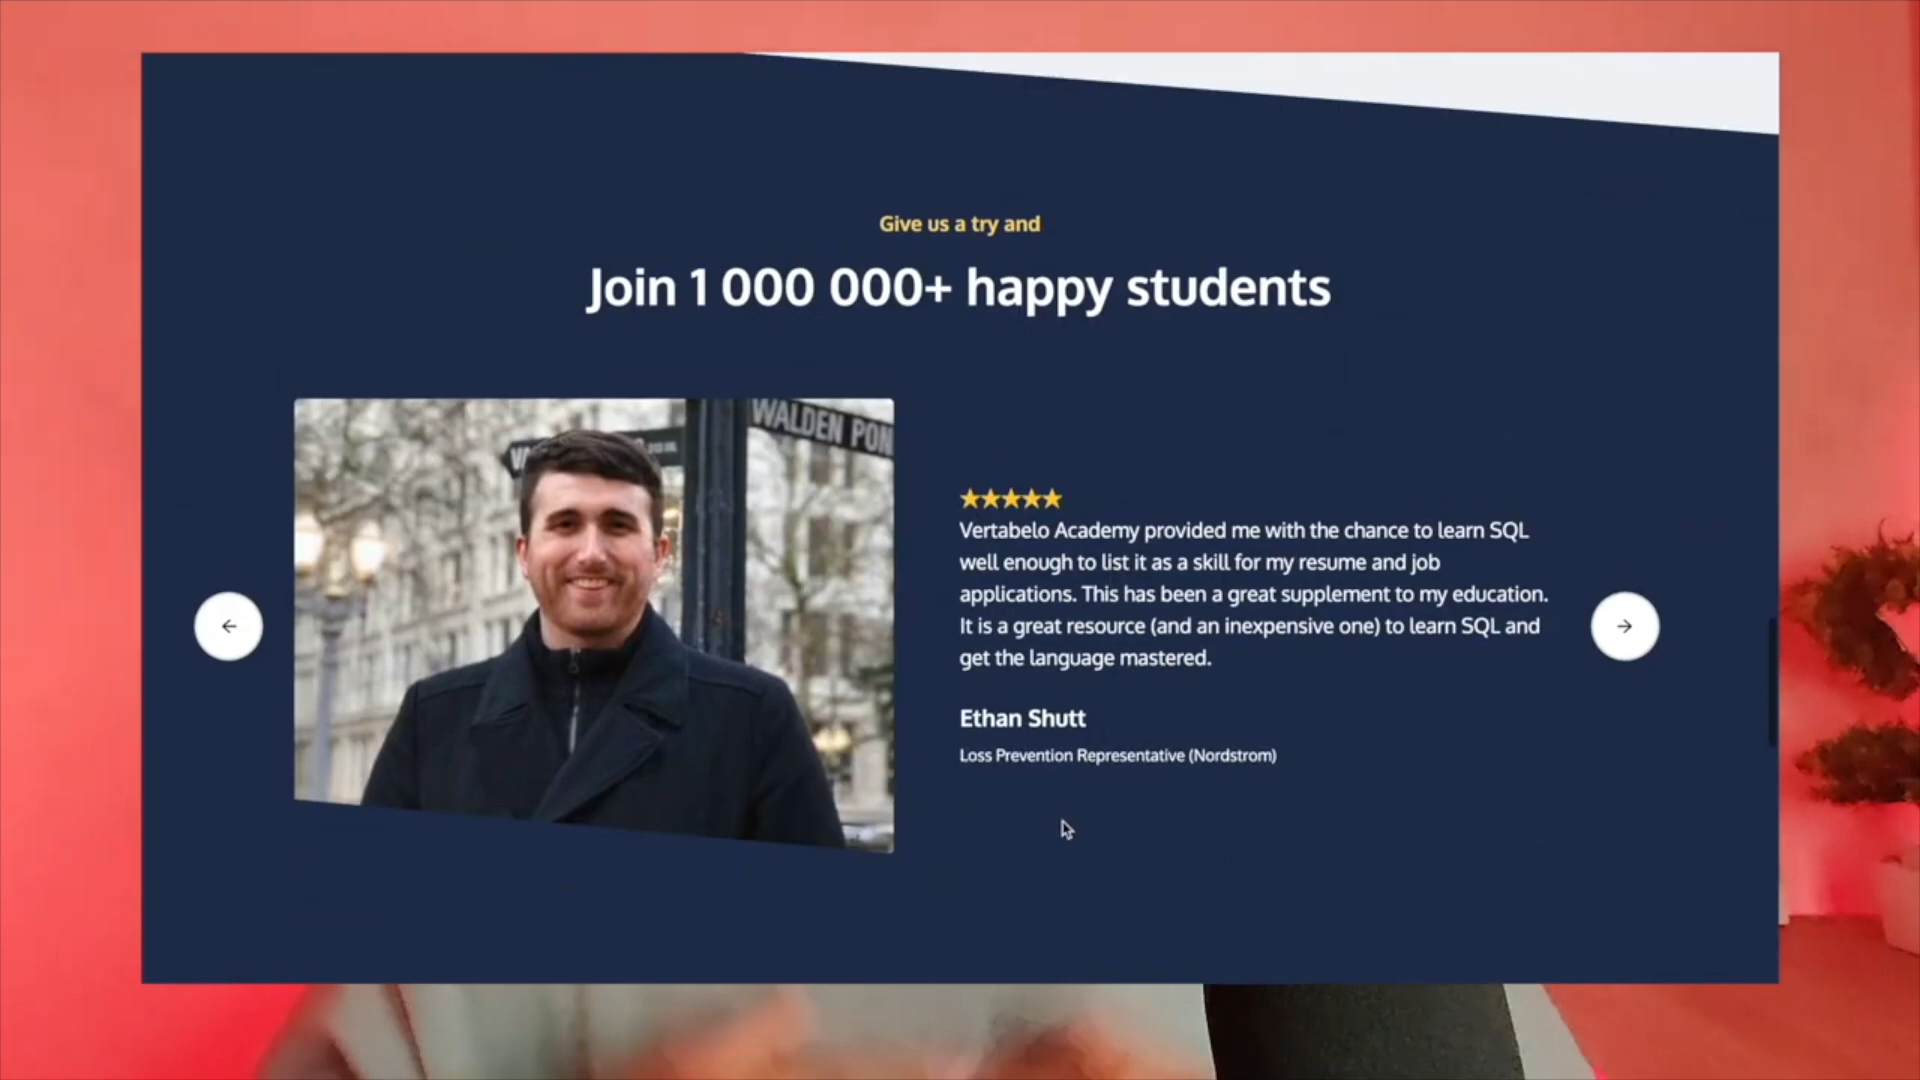 Give us a try and
Join 1 000 000+ happy students
WALDEN PON
★★★★★
Vertabelo Academy provided me with the chance to learn SQL
well enough to list it as a skill for my resume and job
applications. This has been a great supplement to my education.
It is a great resource (and an inexpensive one) to learn SQL and
get the language mastered.
Ethan Shutt
Loss Prevention Representative (Nordstrom)